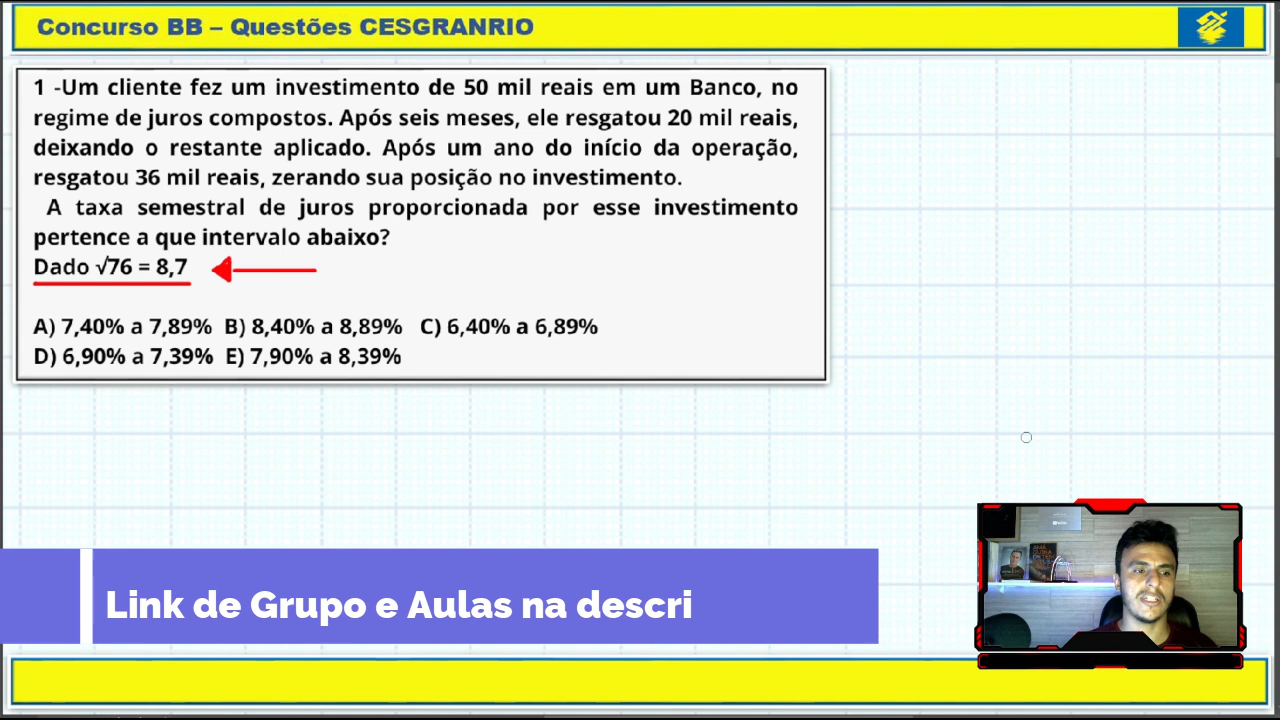 Concurso BB – Questões CESGRANRIO
1 -Um cliente fez um investimento de 50 mil reais em um Banco, no
regime de juros compostos. Após seis meses, ele resgatou 20 mil reais,
deixando o restante aplicado. Após um ano do início da operação,
resgatou 36 mil reais, zerando sua posição no investimento.
A taxa semestral de juros proporcionada por esse investimento
pertence a que intervalo abaixo?
Dado √76 = 8,7
A) 7,40% a 7,89% B) 8,40% a 8,89% C) 6,40% a 6,89%
D) 6,90% a 7,39% E) 7,90% a 8,39%
Link de Grupo e Aulas na descri